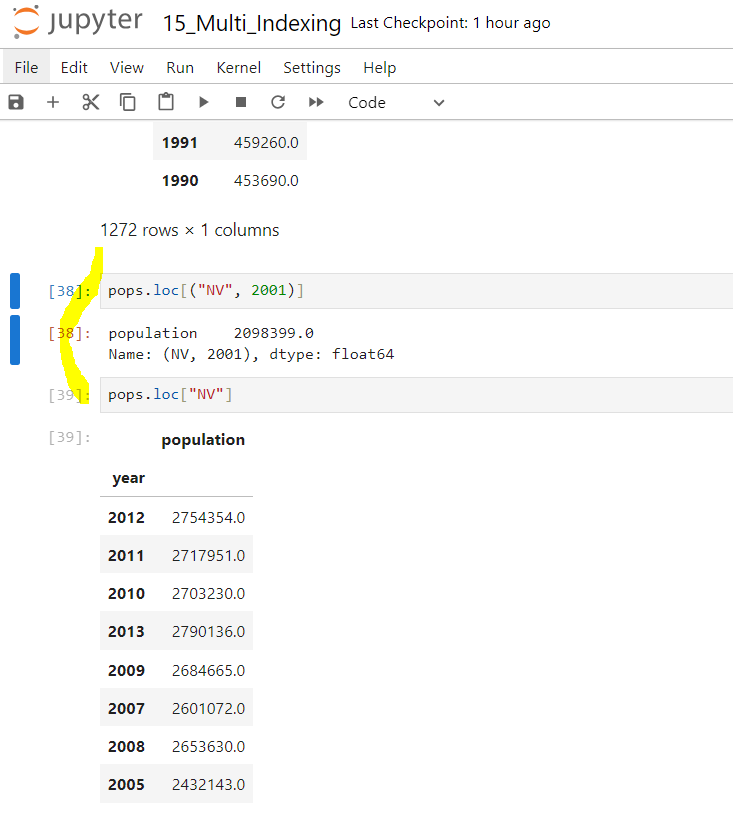 jupyter 15_Multi_Indexing Last Checkpoint: 1 hour ago
File Edit View Run Kernel Settings Help
Code
1991 459260.0
1990 453690.0
1272 rows × 1 columns
[38]: pops.loc[("NV", 2001)]
[38]: population 2098399.0
Name: (NV, 2001), dtype: float64
[39]: pops.loc["NV"]
[39]: population
year
2012 2754354.0
2011 2717951.0
2010 2703230.0
2013 2790136.0
2009 2684665.0
2007 2601072.0
2008 2653630.0
2005 2432143.0